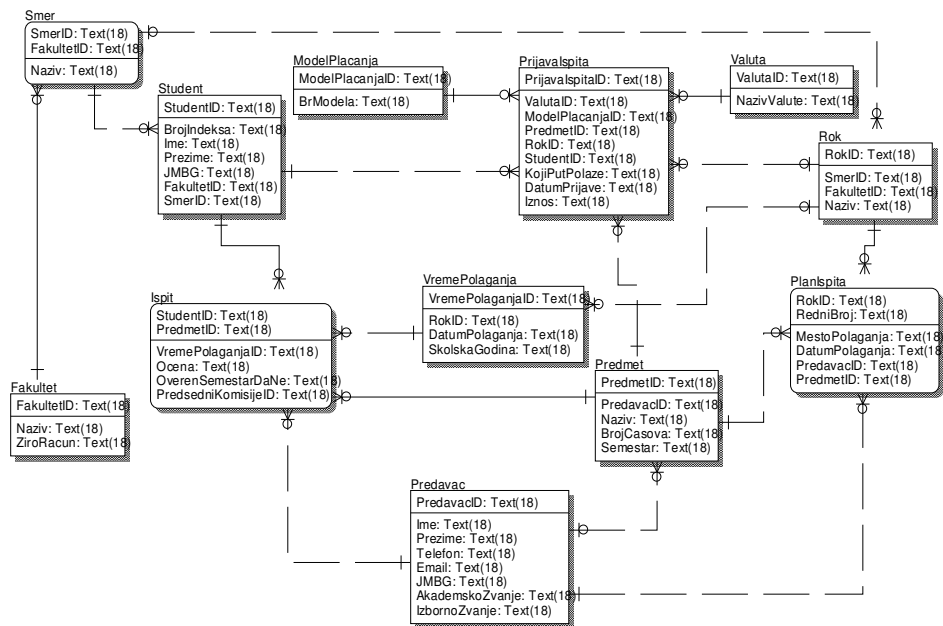 Smer
SmerID: Text(18)
FakultetID: Text(18)
Naziv: Text(18)
Student
StudentID: Text(18)
BrojIndeksa: Text(18)
Ime: Text(18)
Prezime: Text(18)
JMBG: Text(18)
FakultetID: Text(18)
SmerID: Text(18)
ModelPlacanja
ModelPlacanjaID: Text(18)
BrModela: Text(18)
PrijavaIspita
PrijavaIspitaID: Text(18)
ValutaID: Text(18)
ModelPlacanjaID: Text(18)
PredmetID: Text(18)
RokID: Text(18)
StudentID: Text(18)
KojiPutPolaze: Text(18)
DatumPrijave: Text(18)
Iznos: Text(18)
Valuta
ValutaID: Text(18)
NazivValute: Text(18)
Rok
RokID: Text(18)
SmerID: Text(18)
FakultetID: Text(18)
Naziv: Text(18)
Ispit
StudentID: Text(18)
PredmetID: Text(18)
VremePolaganjaID: Text(18)
Ocena: Text(18)
OverenSemestarDaNe: Text(18)
PredsedniKomisijeID: Text(18)
VremePolaganja
VremePolaganjaID: Text(18)
RokID: Text(18)
DatumPolaganja: Text(18)
SkolskaGodina: Text(18)
PlanIspita
RokID: Text(18)
RedniBroj: Text(18)
MestoPolaganja: Text(18)
DatumPolaganja: Text(18)
PredavacID: Text(18)
PredmetID: Text(18)
Fakultet
FakultetID: Text(18)
Naziv: Text(18)
ZiroRacun: Text(18)
Predmet
PredmetID: Text(18)
PredavacID: Text(18)
Naziv: Text(18)
BrojCasova: Text(18)
Semestar: Text(18)
Predavac
PredavacID: Text(18)
Ime: Text(18)
Prezime: Text(18)
Telefon: Text(18)
Email: Text(18)
JMBG: Text(18)
AkademskoZvanje: Text(18)
IzbornoZvanje: Text(18)